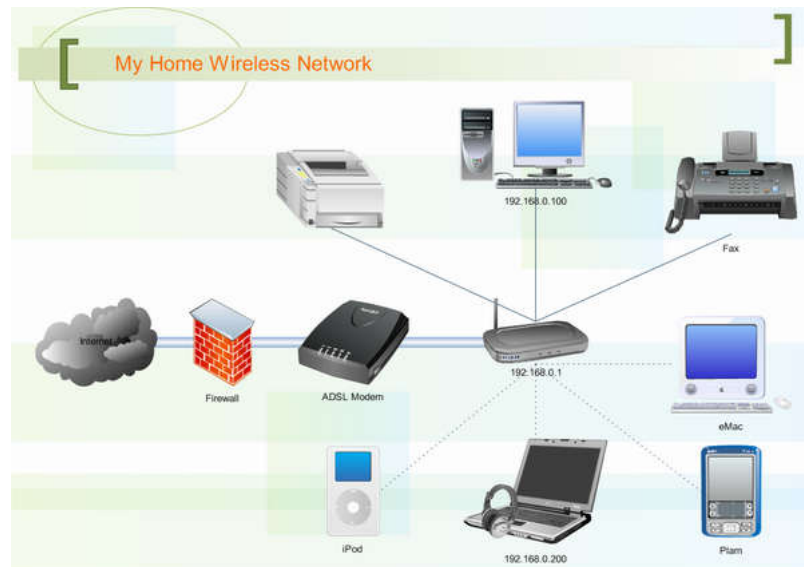 My Home Wireless Network
192.168.0.100
Fax
Internet
192.168.0.1
Firewall
ADSL Modem
eMac
iPod
192.168.0.200
Plam